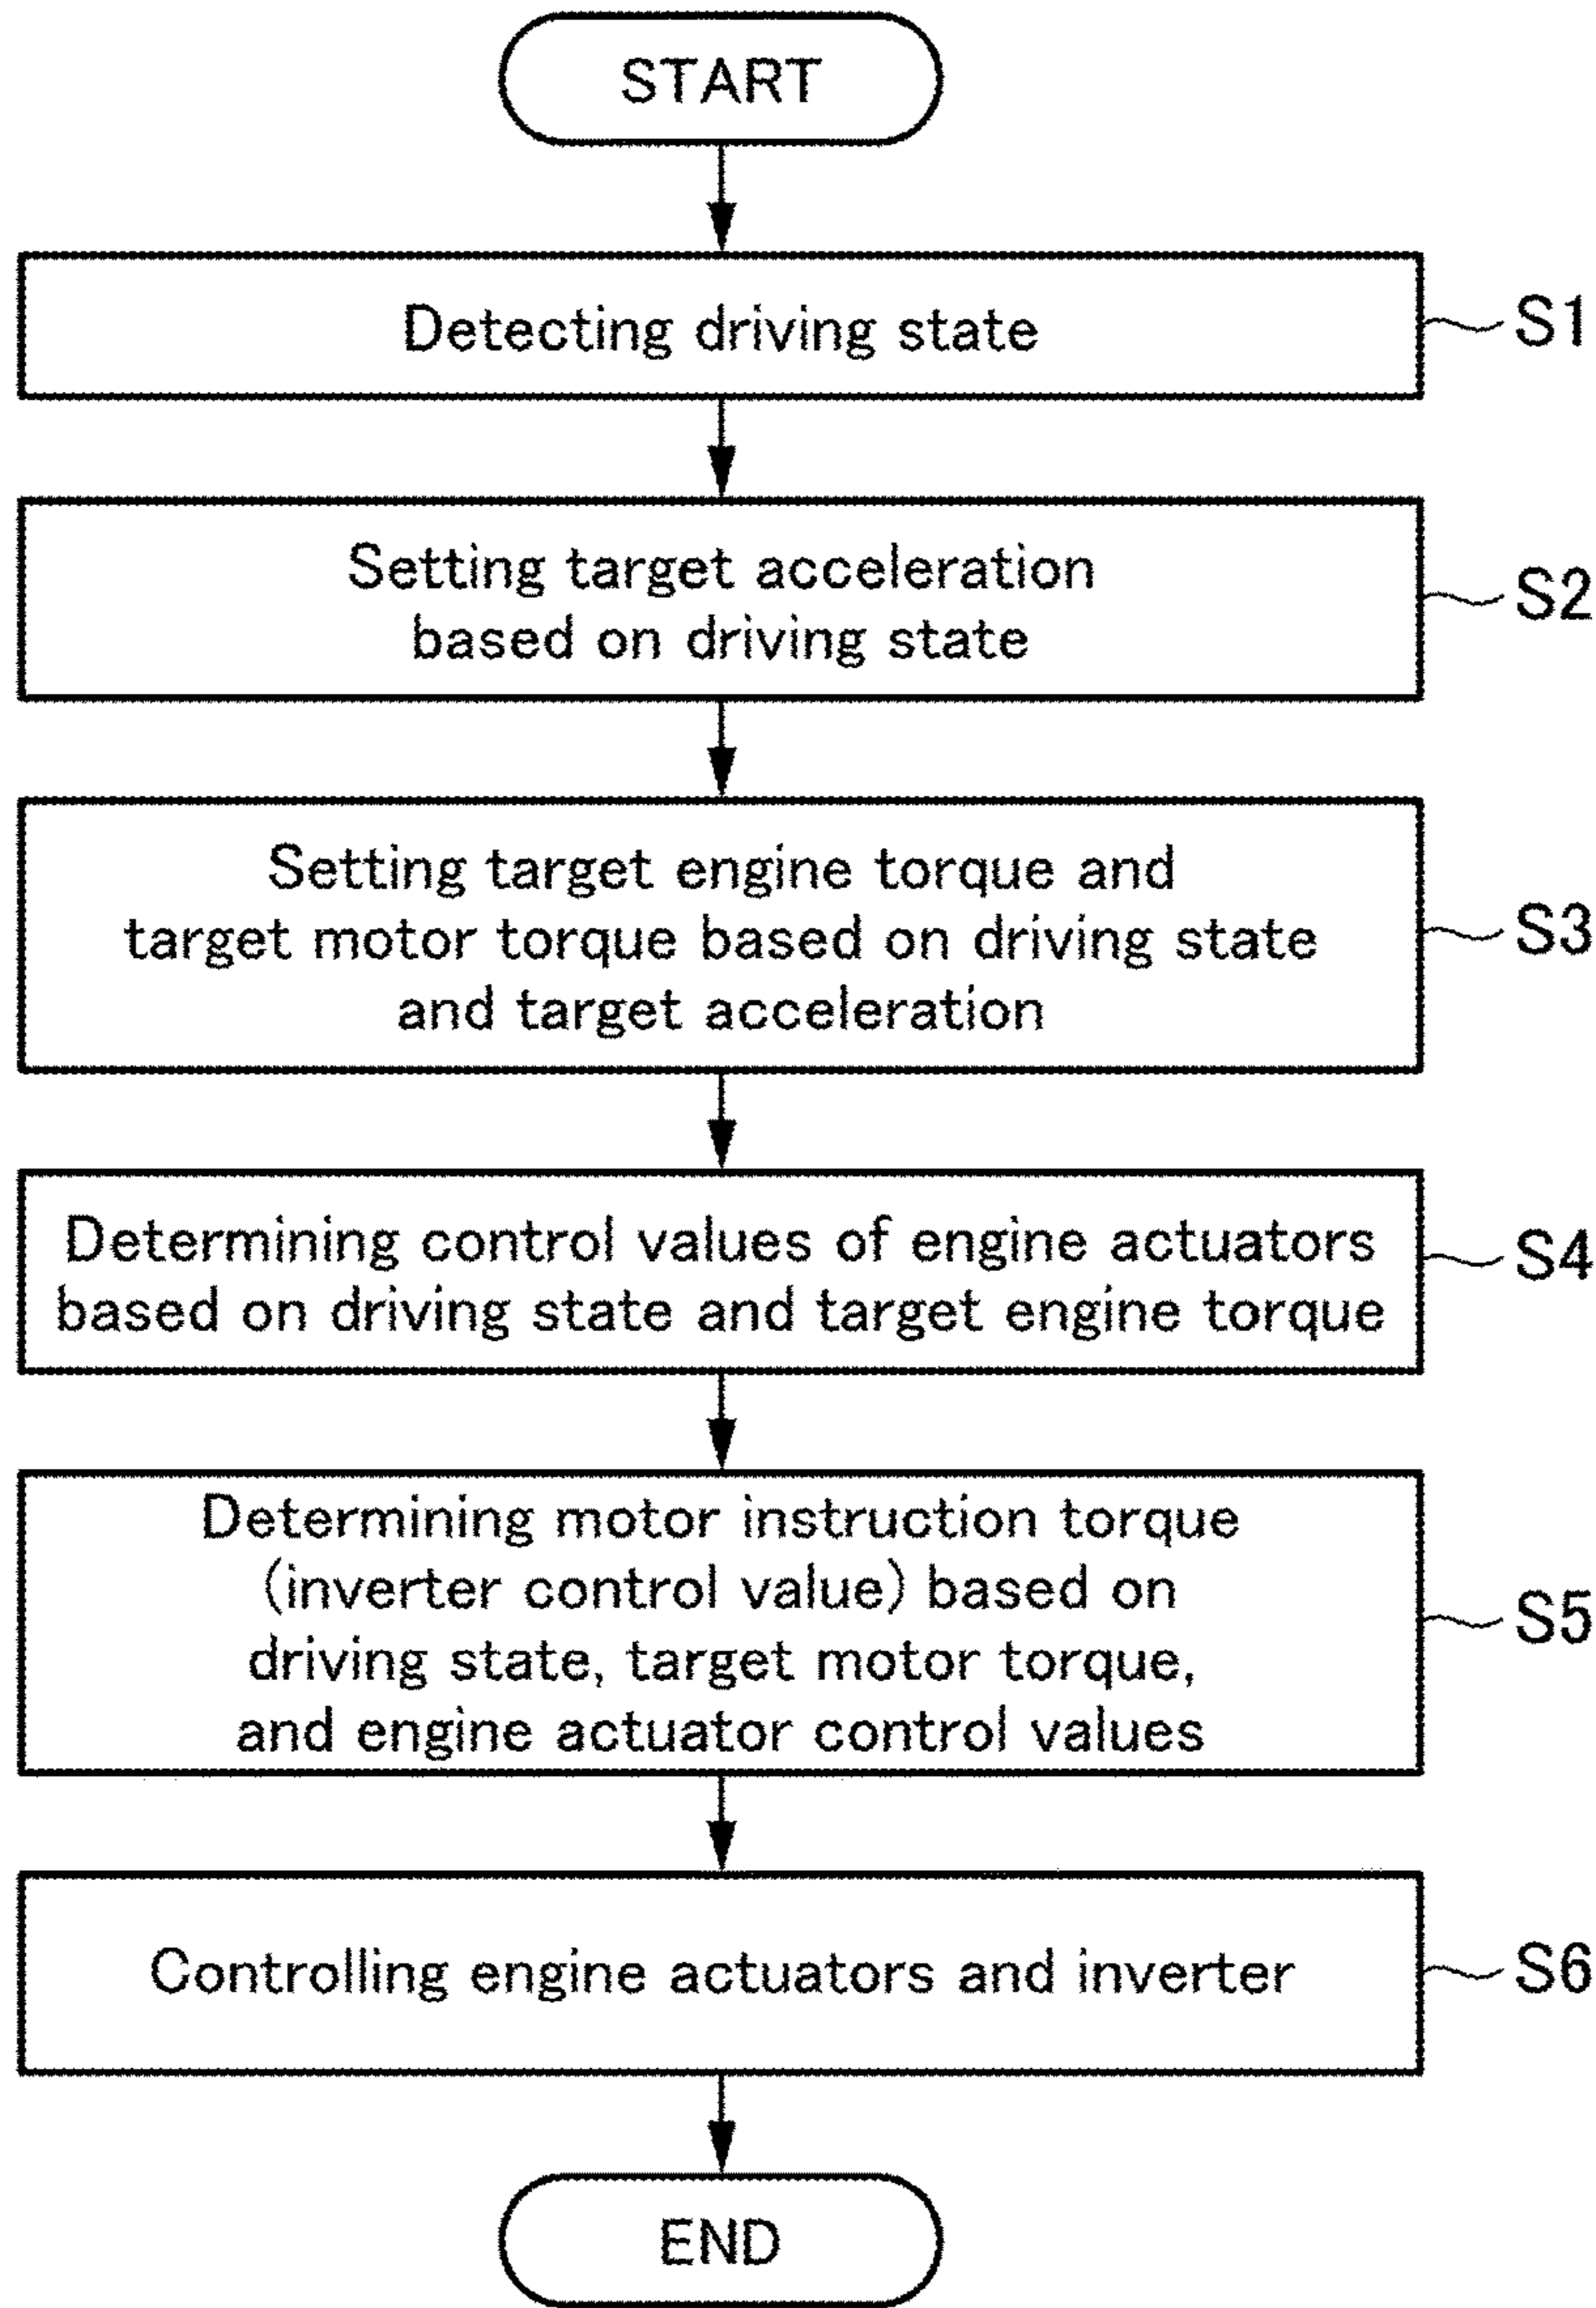 START
Detecting driving state
S1
Setting target acceleration
based on driving state
S2
Setting target engine torque and
target motor torque based on driving state
and target acceleration
S3
Determining control values of engine actuators
based on driving state and target engine torque
S4
Determining motor instruction torque
(inverter control value) based on
driving state, target motor torque,
and engine actuator control values
S5
Controlling engine actuators and inverter
S6
END